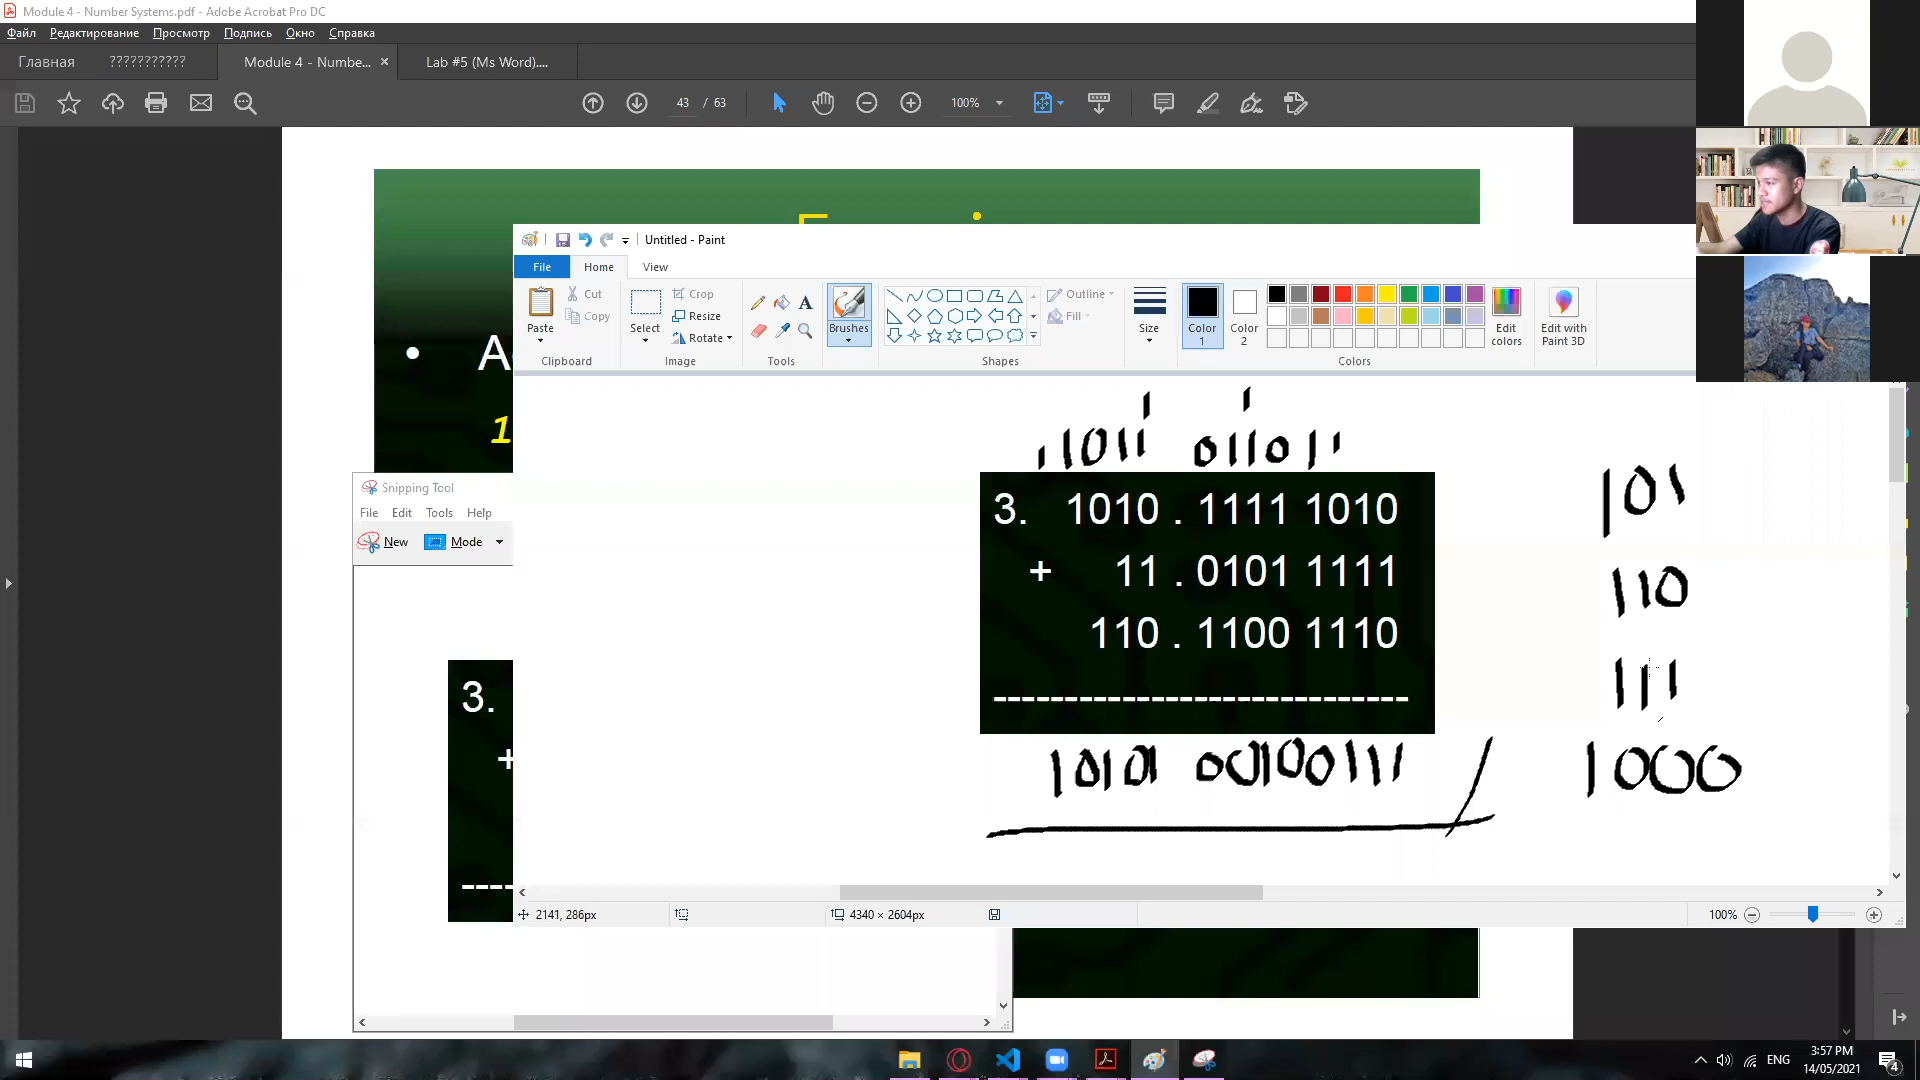 Module 4 - Number Systems.pdf - Adobe Acrobat Pro DC
Файл Редактирование Просмотр Подпись Окно Справка
Главная ??????????? Module 4 - Numbe... × Lab #5 (Ms Word)....
43 / 63 100%
Untitled - Paint
File Home View
Cut Crop Outline
Copy Resize Fill
Paste Select Rotate Brushes Size Color 1 Color 2 Edit colors Edit with Paint 3D
Clipboard Image Tools Shapes Colors
• A
1
Snipping Tool
File Edit Tools Help
New Mode
11011 011011
3. 1010 . 1111 1010
+ 11 . 0101 1111
110 . 1100 1110
-----------------------------
10101 00100111
101
110
111
1000
3.
+
----
2141, 286px 4340 × 2604px 100%
ENG 3:57 PM
14/05/2021
4